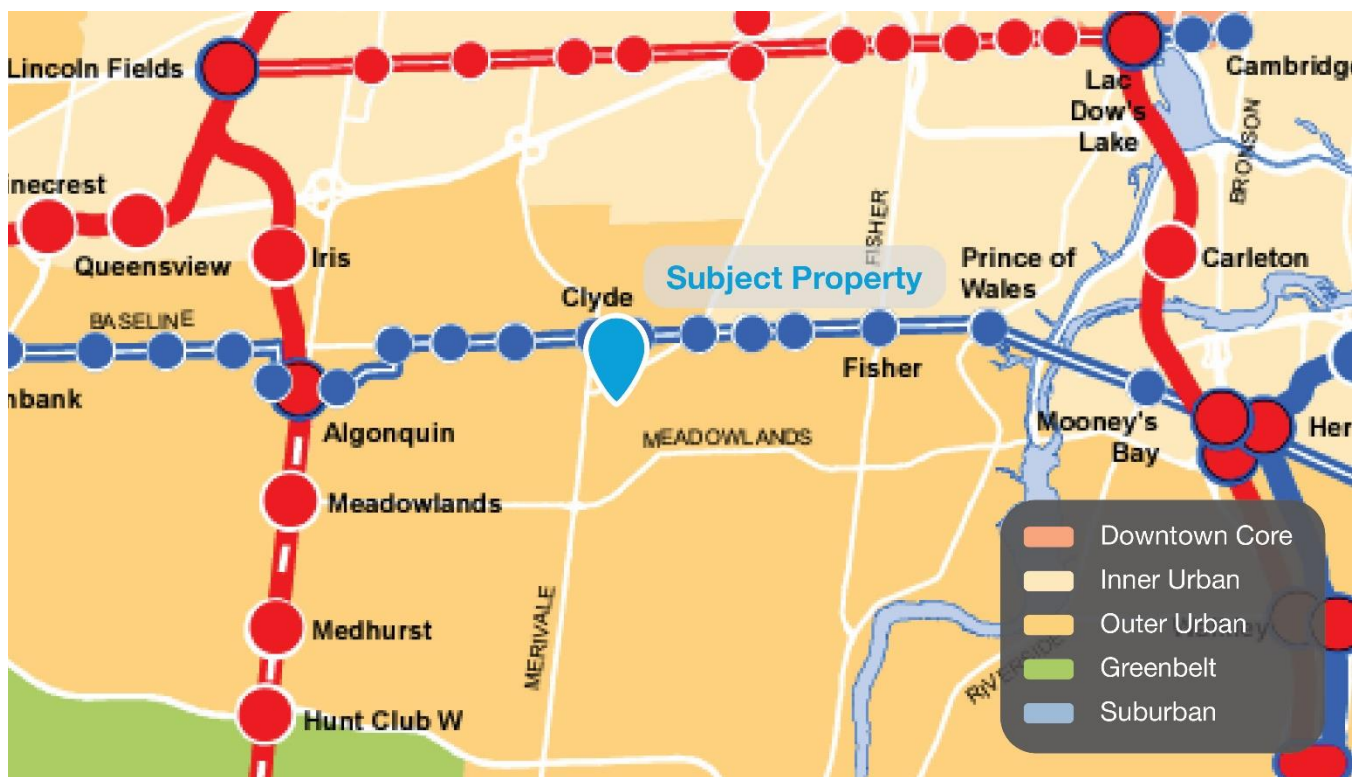 Lincoln Fields
Cambridge
Lac
Dow's
Lake
BRONSON
inecrest
Queensview
Iris
FISHER
Carleton
Subject Property
Prince of
Wales
Clyde
BASELINE
nbank
Algonquin
Fisher
MEADOWLANDS
Mooney's
Bay
Her
Meadowlands
Medhurst
MERIVALE
Hunt Club W
RIVERSIDE
Downtown Core
Inner Urban
Outer Urban
Greenbelt
Suburban